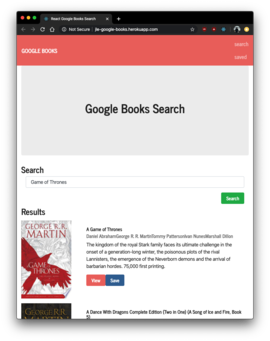 React Google Books Search
Not Secure | jle-google-books.herokuapp.com
GOOGLE BOOKS
search
saved
Google Books Search
Search
Game of Thrones
Search
Results
GEORGE R. R.
MARTIN
A GAME OF
THRONES
A Game of Thrones
Daniel AbrahamGeorge R. R. MartinTommy PattersonIvan NunesMarshall Dillon
The kingdom of the royal Stark family faces its ultimate challenge in the
onset of a generation-long winter, the poisonous plots of the rival
Lannisters, the emergence of the Neverborn demons and the arrival of
barbarian hordes. 75,000 first printing.
View
Save
GEORGE R.R.
A Dance With Dragons Complete Edition (Two in One) (A Song of Ice and Fire, Book
5)